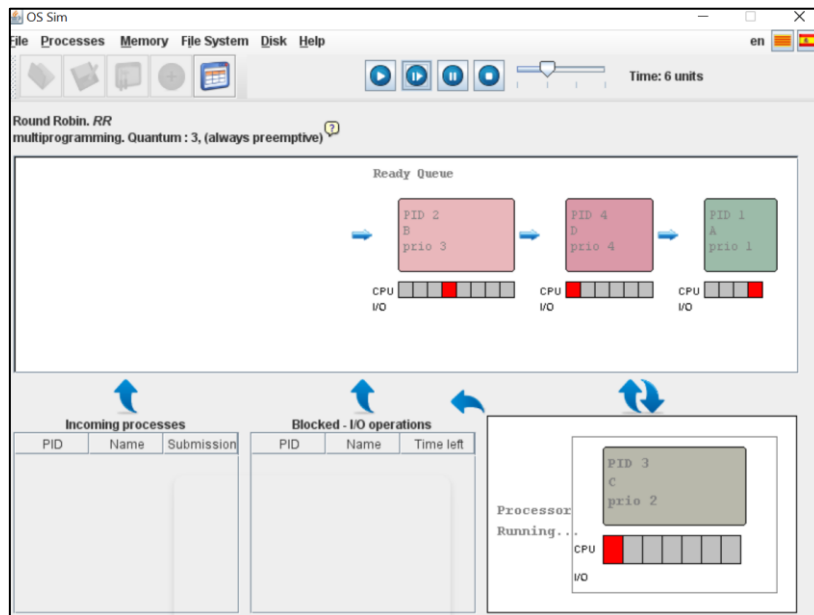 OS Sim
File Processes Memory File System Disk Help en
Time: 6 units
Round Robin. RR
multiprogramming. Quantum : 3, (always preemptive) ?
Ready Queue
PID 2
B
prio 3
CPU
I/O
PID 4
D
prio 4
CPU
I/O
PID 1
A
prio 1
CPU
I/O
Incoming processes
PID Name Submission
Blocked - I/O operations
PID Name Time left
Processor
Running...
PID 3
C
prio 2
CPU
I/O